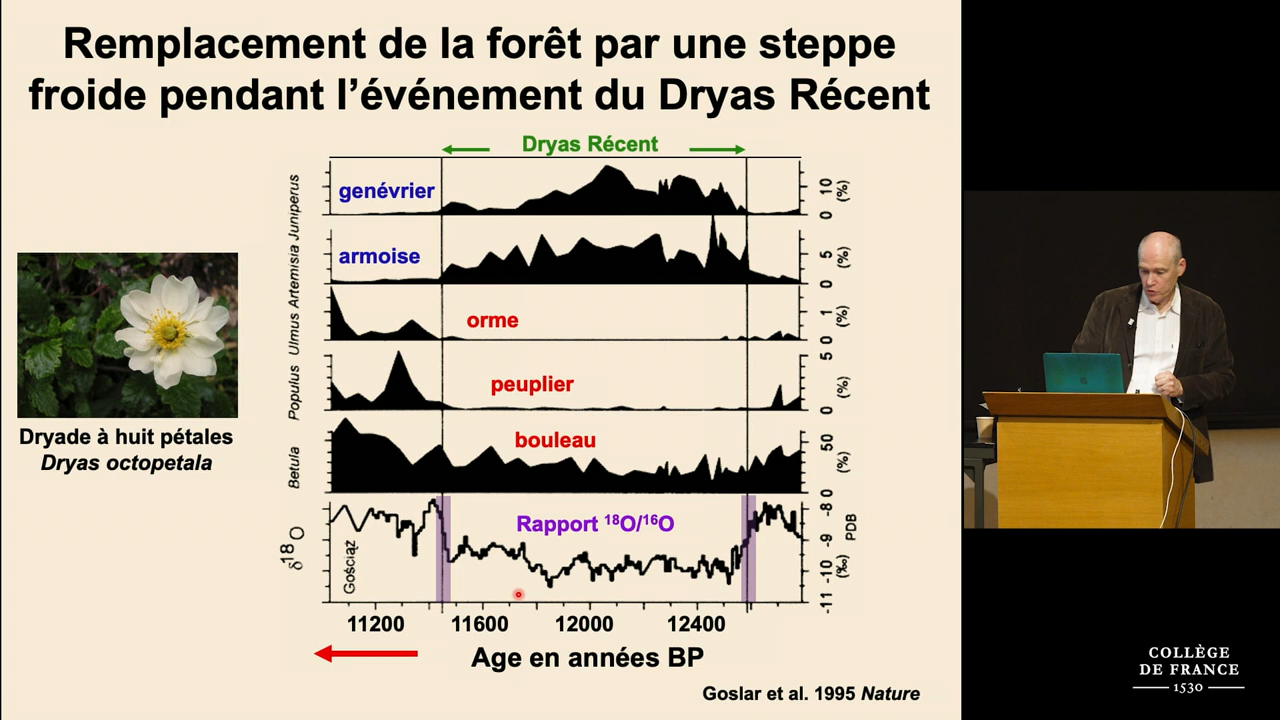 Remplacement de la forêt par une steppe
froide pendant l'événement du Dryas Récent
Dryas Récent
genévrier
Juniperus
10
0
(%)
armoise
Artemisia
5
0
(%)
orme
Ulmus
1
0
(%)
peuplier
Populus
5
0
(%)
bouleau
Betula
50
0
(%)
Rapport ¹⁸O/¹⁶O
δ¹⁸O
Gościąż
-8
-9
-10
-11
(‰)
PDB
11200
11600
12000
12400
Age en années BP
Dryade à huit pétales
Dryas octopetala
Goslar et al. 1995 Nature
COLLÈGE
DE FRANCE
1530